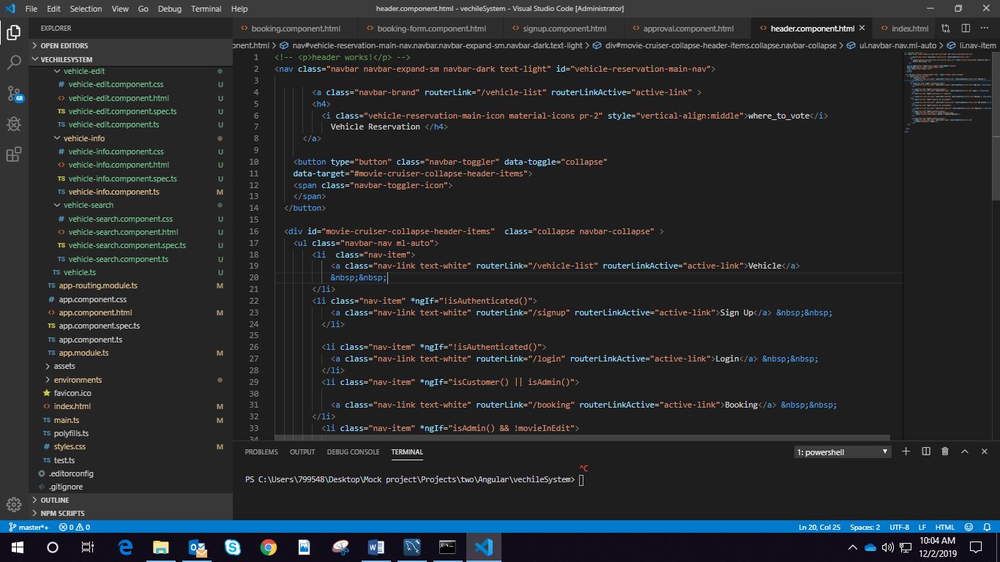 File Edit Selection View Go Debug Terminal Help
header.component.html - vechileSystem - Visual Studio Code [Administrator]
EXPLORER
OPEN EDITORS
VECHILESYSTEM
vehicle-edit
# vehicle-edit.component.css U
<> vehicle-edit.component.html U
TS vehicle-edit.component.spec.ts U
TS vehicle-edit.component.ts U
vehicle-info
# vehicle-info.component.css U
<> vehicle-info.component.html U
TS vehicle-info.component.spec.ts U
TS vehicle-info.component.ts M
vehicle-search
# vehicle-search.component.css U
<> vehicle-search.component.html U
TS vehicle-search.component.spec.ts U
TS vehicle-search.component.ts U
TS vehicle.ts U
TS app-routing.module.ts M
# app.component.css
<> app.component.html M
TS app.component.spec.ts
TS app.component.ts
TS app.module.ts M
assets
environments
favicon.ico
<> index.html M
TS main.ts M
TS polyfills.ts
# styles.css M
TS test.ts
.editorconfig
.gitignore
OUTLINE
NPM SCRIPTS
68
<> booking.component.html <> booking-form.component.html <> signup.component.html <> approval.component.html <> header.component.html <> index.html
ponent.html > nav#vehicle-reservation-main-nav.navbar.navbar-expand-sm.navbar-dark.text-light > div#movie-cruiser-collapse-header-items.collapse.navbar-collapse > ul.navbar-nav.ml-auto > li.nav-item
1 <!-- <p>header works!</p> -->
2 <nav class="navbar navbar-expand-sm navbar-dark text-light" id="vehicle-reservation-main-nav">
3
4 <a class="navbar-brand" routerLink="/vehicle-list" routerLinkActive="active-link" >
5 <h4>
6 <i class="vehicle-reservation-main-icon material-icons pr-2" style="vertical-align:middle">where_to_vote</i>
7 Vehicle Reservation </h4>
8 </a>
9
10 <button type="button" class="navbar-toggler" data-toggle="collapse"
11 data-target="#movie-cruiser-collapse-header-items">
12 <span class="navbar-toggler-icon">
13 </span>
14 </button>
15
16 <div id="movie-cruiser-collapse-header-items"  class="collapse navbar-collapse" >
17 <ul class="navbar-nav ml-auto">
18 <li  class="nav-item">
19 <a class="nav-link text-white" routerLink="/vehicle-list" routerLinkActive="active-link">Vehicle</a>
20 &nbsp;&nbsp;
21 </li>
22 <li class="nav-item" *ngIf="!isAuthenticated()">
23 <a class="nav-link text-white" routerLink="/signup" routerLinkActive="active-link">Sign Up</a> &nbsp;&nbsp;
24 </li>
25
26 <li class="nav-item" *ngIf="!isAuthenticated()">
27 <a class="nav-link text-white" routerLink="/login" routerLinkActive="active-link">Login</a> &nbsp;&nbsp;
28 </li>
29 <li class="nav-item" *ngIf="isCustomer() || isAdmin()">
30
31 <a class="nav-link text-white" routerLink="/booking" routerLinkActive="active-link">Booking</a> &nbsp;&nbsp;
32 </li>
33 <li class="nav-item" *ngIf="isAdmin() && !movieInEdit">
34
PROBLEMS OUTPUT DEBUG CONSOLE TERMINAL
1: powershell
^C
PS C:\Users\799548\Desktop\Mock project\Projects\two\Angular\vechileSystem>
master*+ 0 0
Ln 20, Col 25 Spaces: 2 UTF-8 LF HTML
10:04 AM
12/2/2019